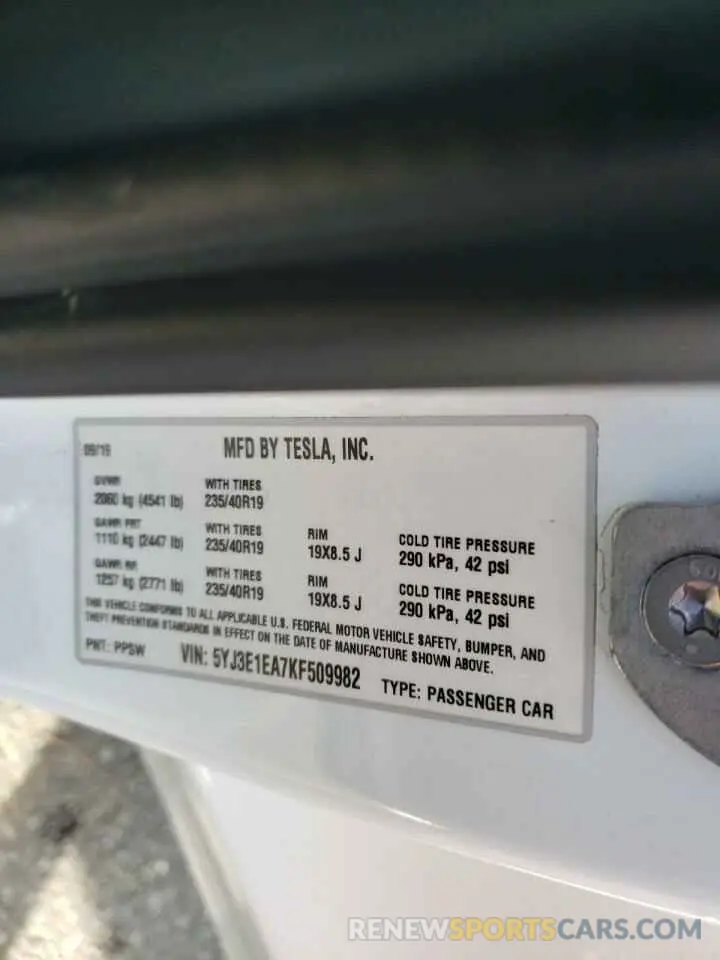 09/19 MFD BY TESLA, INC.
GVWR WITH TIRES
2060 kg (4541 lb) 235/40R19
GAWR FRT WITH TIRES RIM COLD TIRE PRESSURE
1110 kg (2447 lb) 235/40R19 19X8.5 J 290 kPa, 42 psi
GAWR RR WITH TIRES RIM COLD TIRE PRESSURE
1257 kg (2771 lb) 235/40R19 19X8.5 J 290 kPa, 42 psi
THIS VEHICLE CONFORMS TO ALL APPLICABLE U.S. FEDERAL MOTOR VEHICLE SAFETY, BUMPER, AND
THEFT PREVENTION STANDARDS IN EFFECT ON THE DATE OF MANUFACTURE SHOWN ABOVE.
PNT: PPSW VIN: 5YJ3E1EA7KF509982 TYPE: PASSENGER CAR
RENEWSPORTSCARS.COM